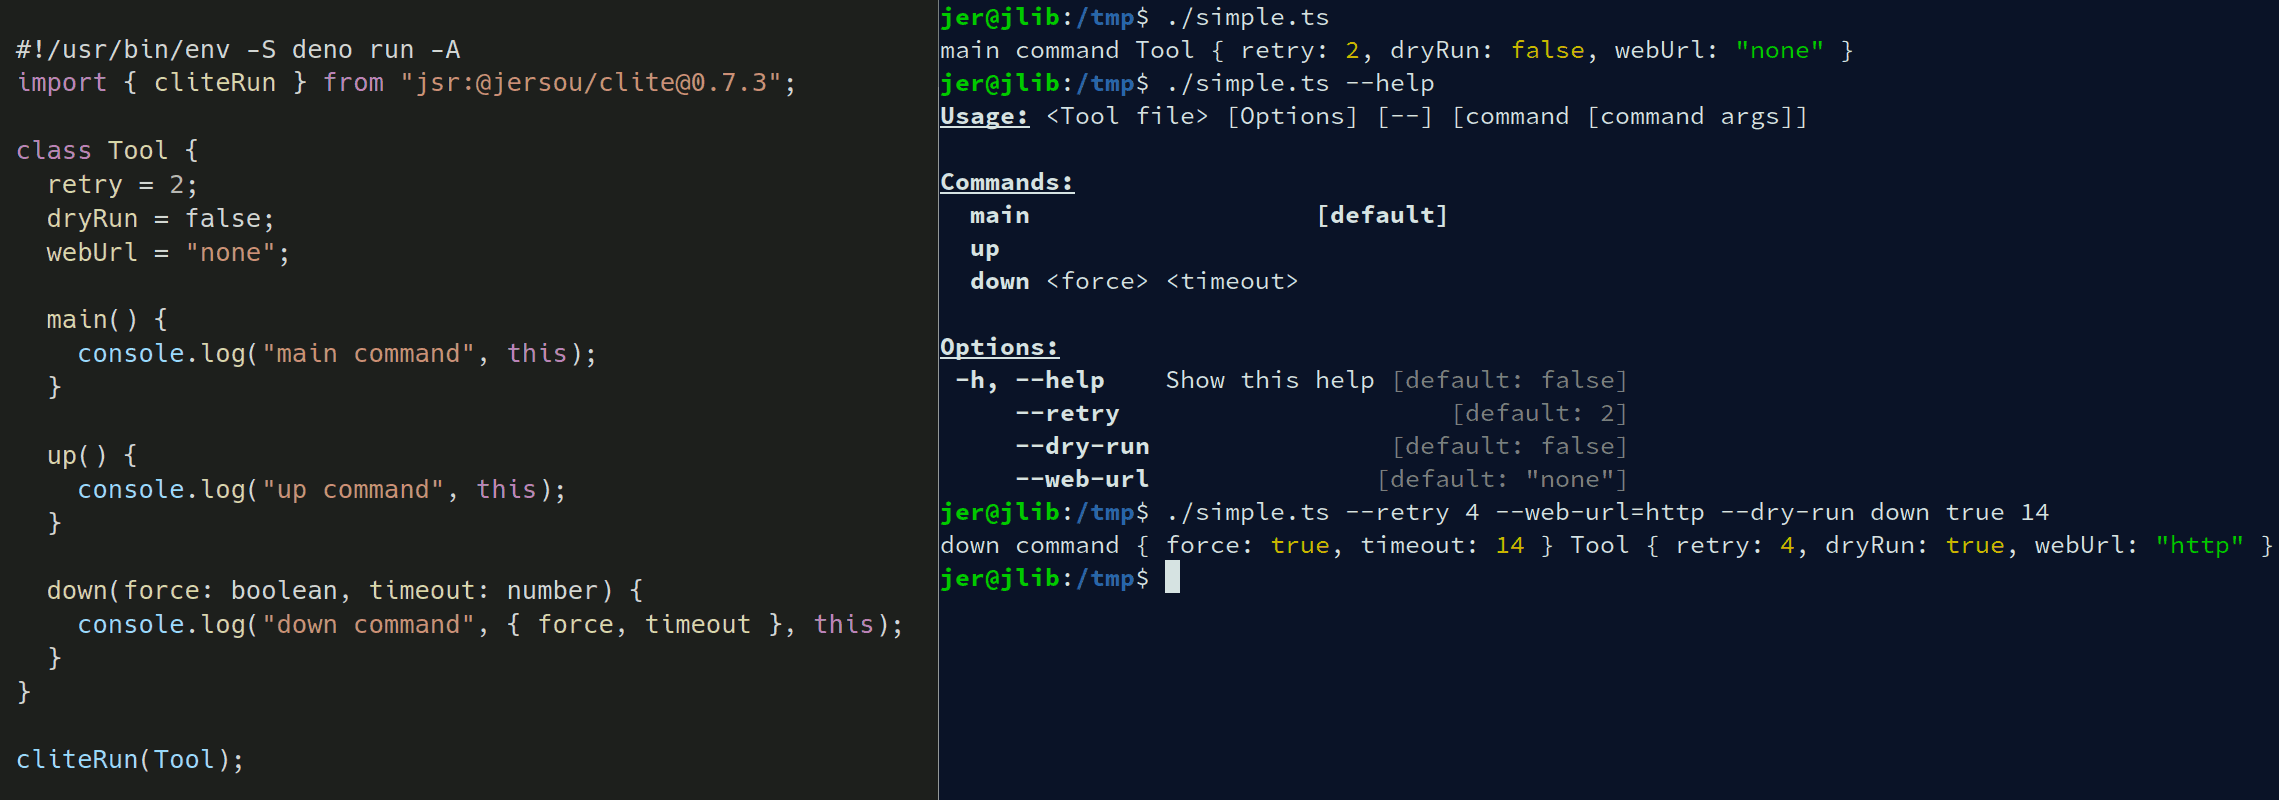 #!/usr/bin/env -S deno run -A
import { cliteRun } from "jsr:@jersou/clite@0.7.3";

class Tool {
  retry = 2;
  dryRun = false;
  webUrl = "none";

  main() {
    console.log("main command", this);
  }

  up() {
    console.log("up command", this);
  }

  down(force: boolean, timeout: number) {
    console.log("down command", { force, timeout }, this);
  }
}

cliteRun(Tool);

jer@jlib:/tmp$ ./simple.ts
main command Tool { retry: 2, dryRun: false, webUrl: "none" }
jer@jlib:/tmp$ ./simple.ts --help
Usage: <Tool file> [Options] [--] [command [command args]]

Commands:
  main                   [default]
  up
  down <force> <timeout>

Options:
 -h, --help    Show this help [default: false]
     --retry                      [default: 2]
     --dry-run                [default: false]
     --web-url               [default: "none"]
jer@jlib:/tmp$ ./simple.ts --retry 4 --web-url=http --dry-run down true 14
down command { force: true, timeout: 14 } Tool { retry: 4, dryRun: true, webUrl: "http" }
jer@jlib:/tmp$